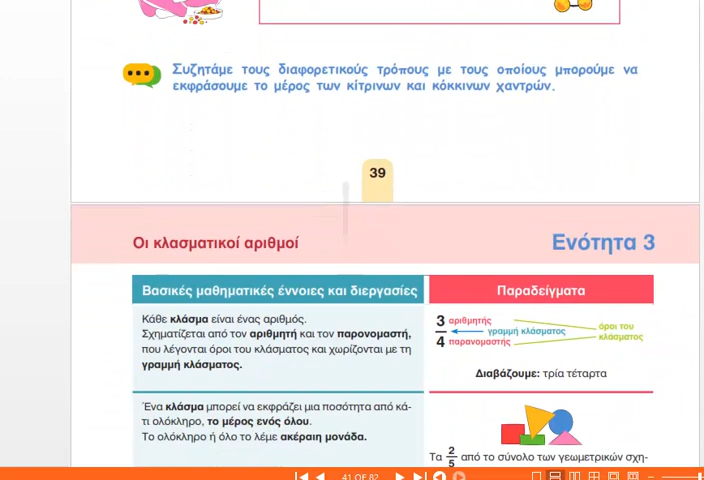 Συζητάμε τους διαφορετικούς τρόπους με τους οποίους μπορούμε να
εκφράσουμε το μέρος των κίτρινων και κόκκινων χαντρών.
39
Οι κλασματικοί αριθμοί
Ενότητα 3
Βασικές μαθηματικές έννοιες και διεργασίες
Παραδείγματα
Κάθε κλάσμα είναι ένας αριθμός.
Σχηματίζεται από τον αριθμητή και τον παρονομαστή,
που λέγονται όροι του κλάσματος και χωρίζονται με τη
γραμμή κλάσματος.
3 αριθμητής
γραμμή κλάσματος
4 παρανομαστής
όροι του
κλάσματος
Διαβάζουμε: τρία τέταρτα
Ένα κλάσμα μπορεί να εκφράζει μια ποσότητα από κά-
τι ολόκληρο, το μέρος ενός όλου.
Το ολόκληρο ή όλο το λέμε ακέραιη μονάδα.
Τα 2/5 από το σύνολο των γεωμετρικών σχη-
41 OF 82